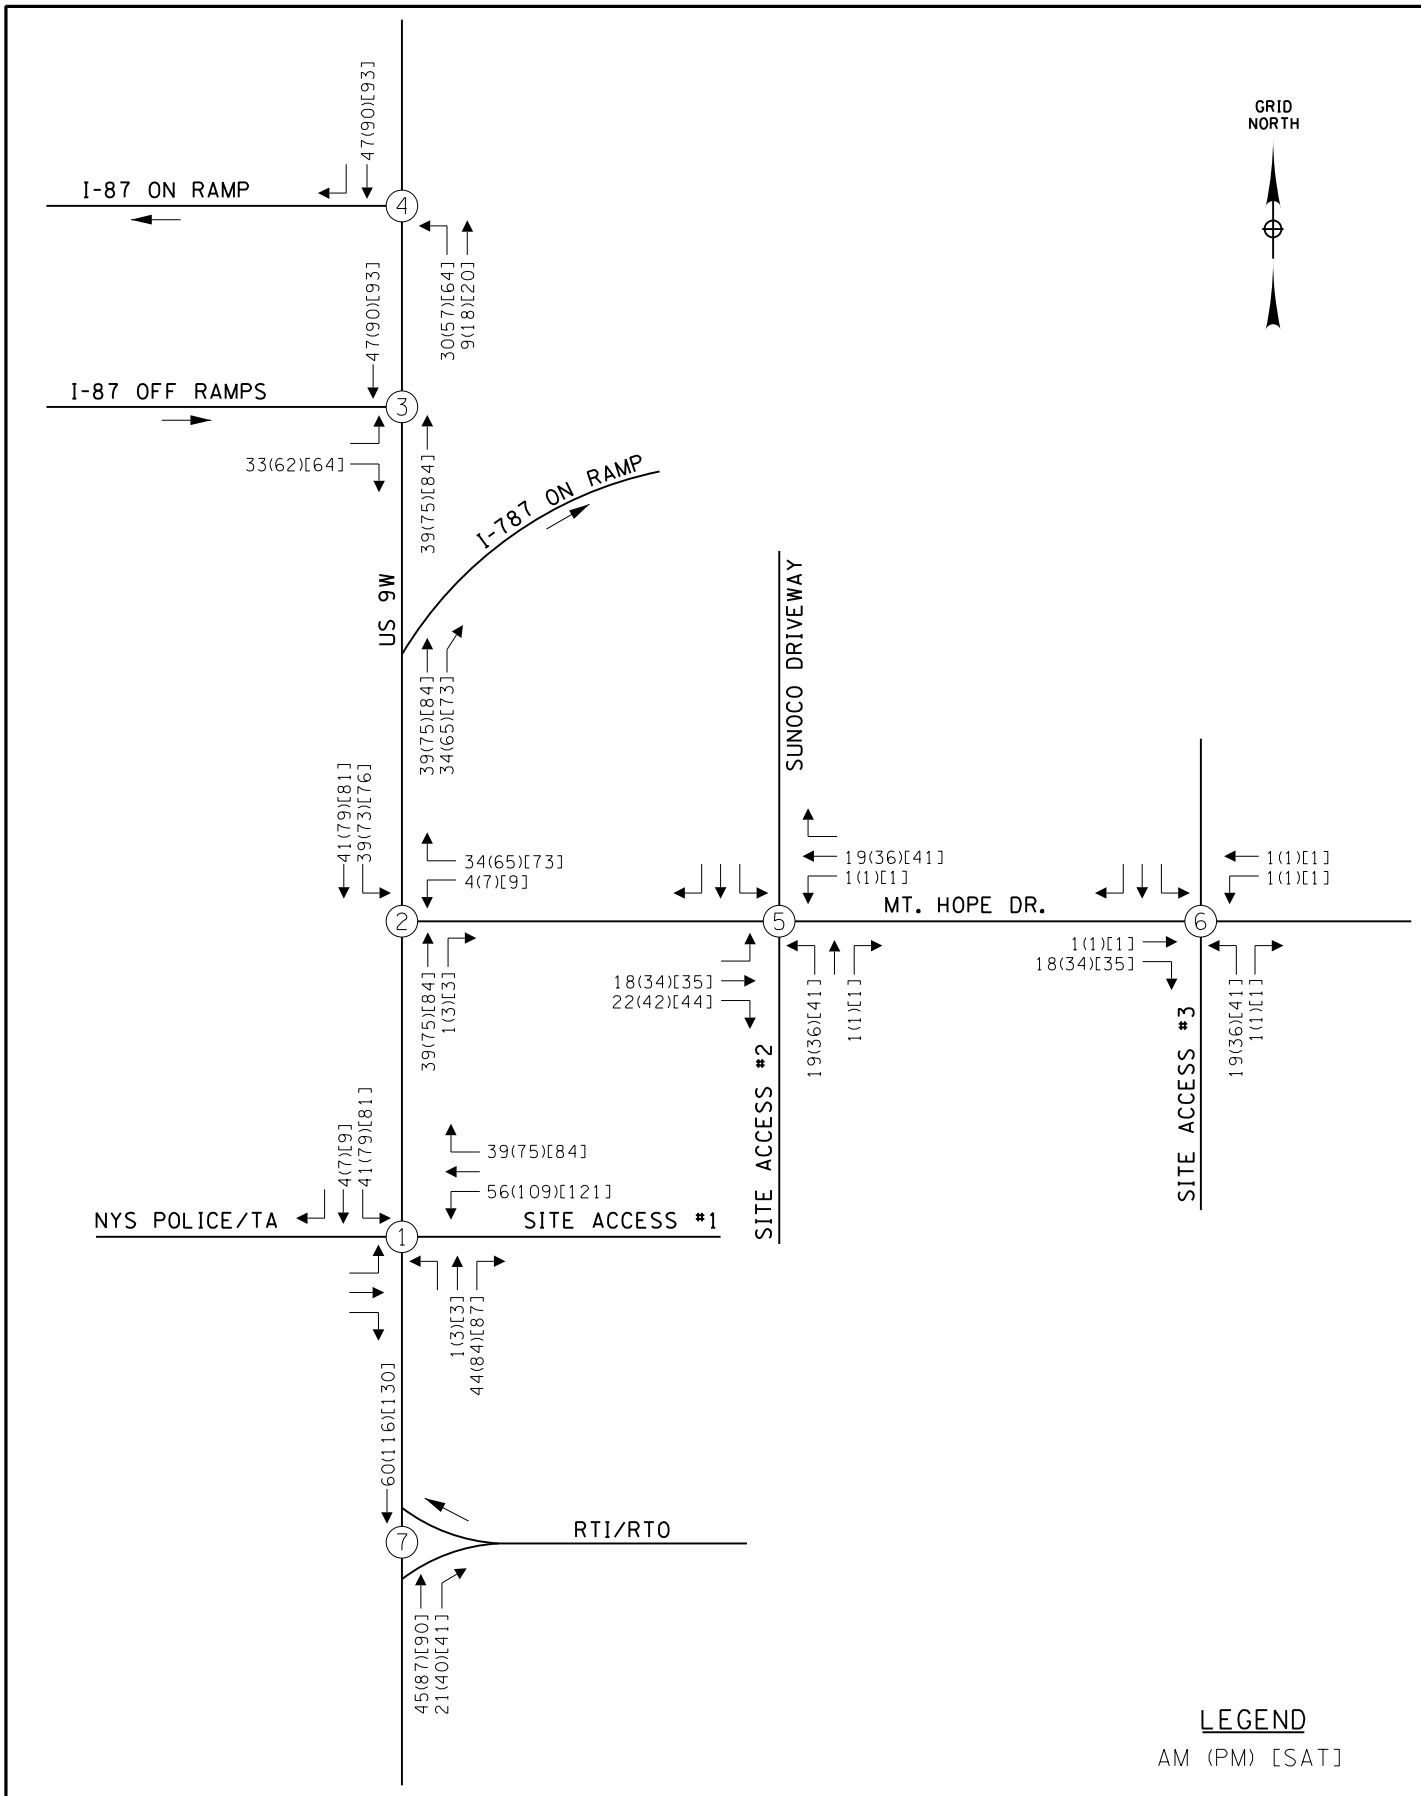 47(90)[93]
GRID
NORTH
I-87 ON RAMP
4
30(57)[64]
9(18)[20]
47(90)[93]
I-87 OFF RAMPS
3
33(62)[64]
39(75)[84]
I-787 ON RAMP
US 9W
39(75)[84]
34(65)[73]
SUNOCO DRIVEWAY
41(79)[81]
39(73)[76]
34(65)[73]
4(7)[9]
19(36)[41]
1(1)[1]
1(1)[1]
1(1)[1]
MT. HOPE DR.
2
5
6
39(75)[84]
1(3)[3]
18(34)[35]
22(42)[44]
19(36)[41]
1(1)[1]
1(1)[1]
18(34)[35]
19(36)[41]
1(1)[1]
SITE ACCESS #2
SITE ACCESS #3
4(7)[9]
41(79)[81]
39(75)[84]
56(109)[121]
NYS POLICE/TA
SITE ACCESS #1
1
1(3)[3]
44(84)[87]
60(116)[130]
RTI/RTO
7
45(87)[90]
21(40)[41]
LEGEND
AM (PM) [SAT]